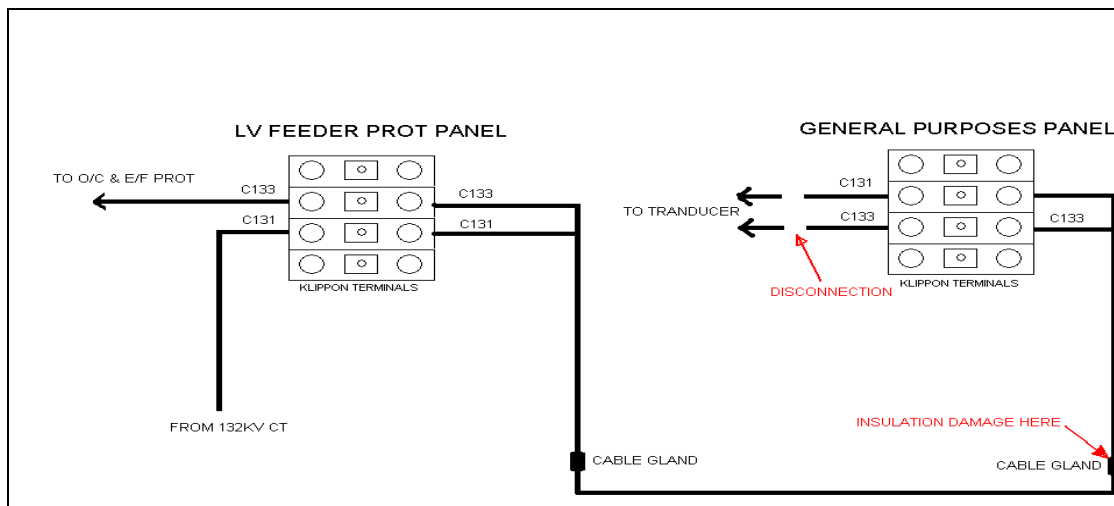 LV FEEDER PROT PANEL
GENERAL PURPOSES PANEL
TO O/C & E/F PROT
C133
C133
C131
C131
KLIPPON TERMINALS
FROM 132KV CT
CABLE GLAND
C131
TO TRANDUCER
C133
C133
DISCONNECTION
KLIPPON TERMINALS
INSULATION DAMAGE HERE
CABLE GLAND